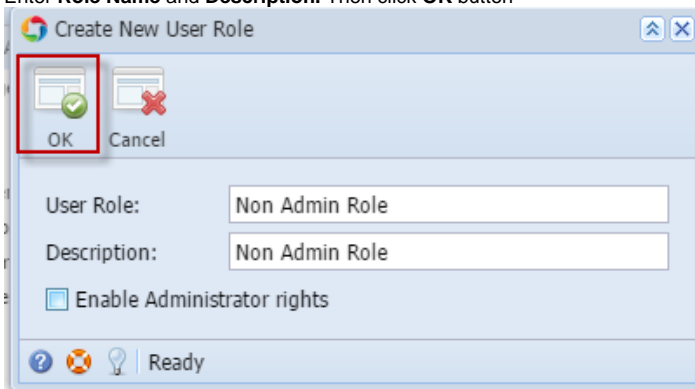 Enter Role Name and Description. Then click OK button
Create New User Role
OK Cancel
User Role: Non Admin Role
Description: Non Admin Role
Enable Administrator rights
Ready